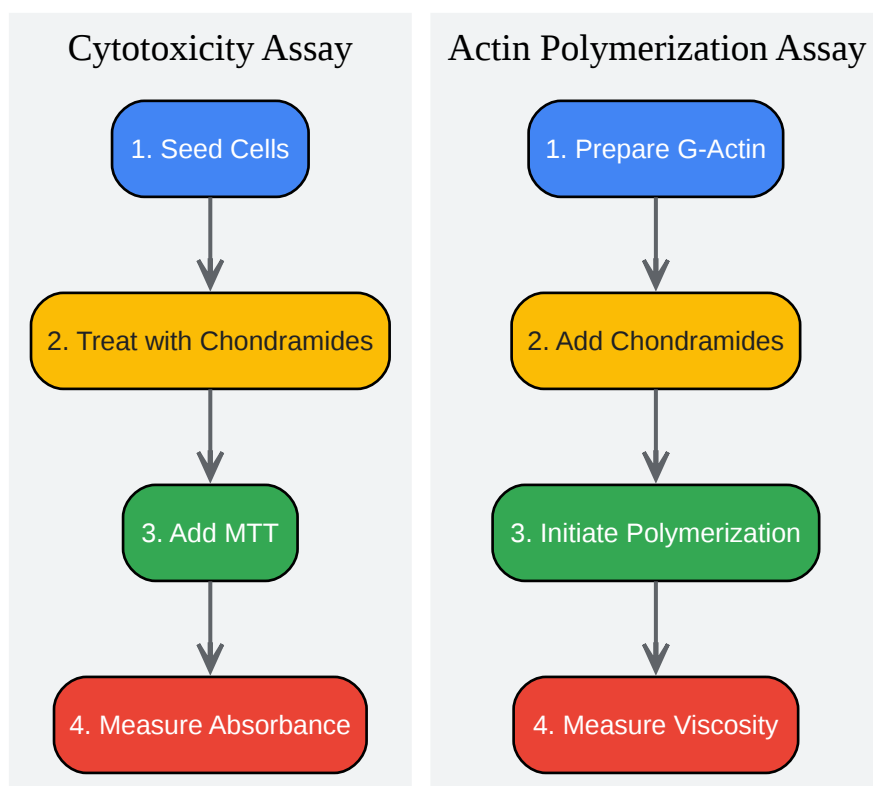 Cytotoxicity Assay
1. Seed Cells
2. Treat with Chondramides
3. Add MTT
4. Measure Absorbance
Actin Polymerization Assay
1. Prepare G-Actin
2. Add Chondramides
3. Initiate Polymerization
4. Measure Viscosity